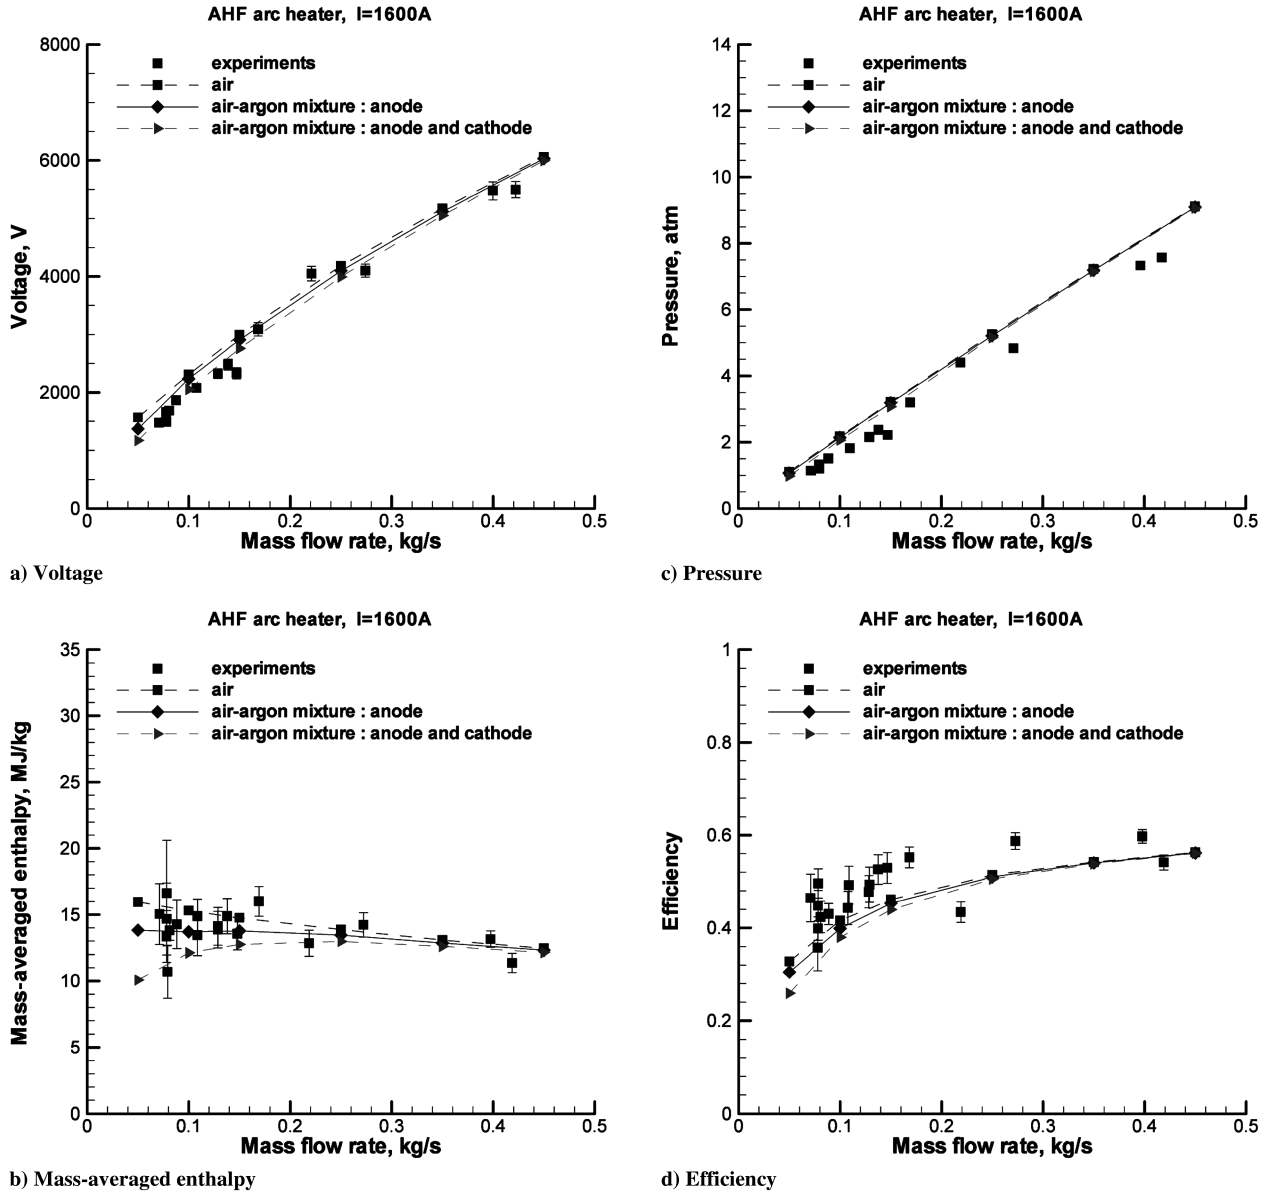 AHF arc heater, I=1600A
8000
6000
4000
2000
0
Voltage, V
experiments
air
air-argon mixture : anode
air-argon mixture : anode and cathode
0 0.1 0.2 0.3 0.4 0.5
Mass flow rate, kg/s
a) Voltage
AHF arc heater, I=1600A
14
12
10
8
6
4
2
0
Pressure, atm
experiments
air
air-argon mixture : anode
air-argon mixture : anode and cathode
0 0.1 0.2 0.3 0.4 0.5
Mass flow rate, kg/s
c) Pressure
AHF arc heater, I=1600A
35
30
25
20
15
10
5
0
Mass-averaged enthalpy, MJ/kg
experiments
air
air-argon mixture : anode
air-argon mixture : anode and cathode
0 0.1 0.2 0.3 0.4 0.5
Mass flow rate, kg/s
b) Mass-averaged enthalpy
AHF arc heater, I=1600A
1
0.8
0.6
0.4
0.2
0
Efficiency
experiments
air
air-argon mixture : anode
air-argon mixture : anode and cathode
0 0.1 0.2 0.3 0.4 0.5
Mass flow rate, kg/s
d) Efficiency